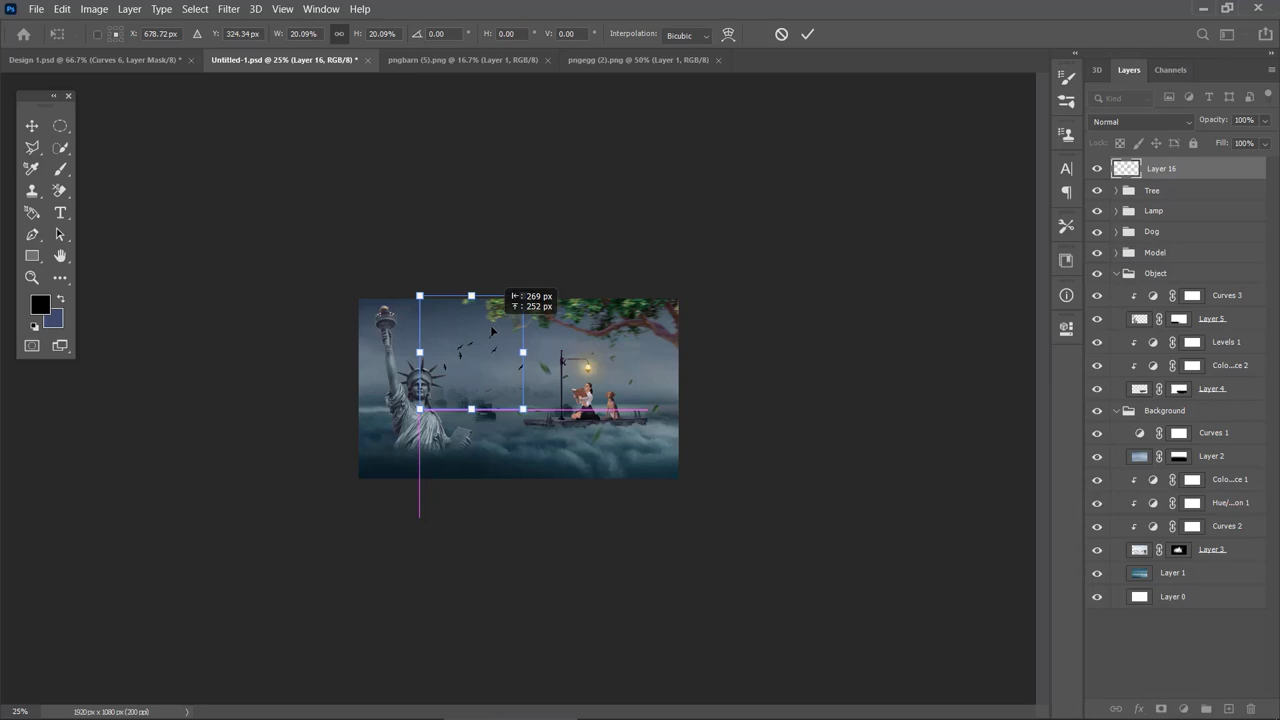 Ps File Edit Image Layer Type Select Filter 3D View Window Help
X: 678.72 px Y: 324.34 px W: 20.09% H: 20.09% 0.00 ° H: 0.00 ° V: 0.00 ° Interpolation: Bicubic
Design 1.psd @ 66.7% (Curves 6, Layer Mask/8) * Untitled-1.psd @ 25% (Layer 16, RGB/8) * pngbarn (5).png @ 16.7% (Layer 1, RGB/8) pngegg (2).png @ 50% (Layer 1, RGB/8)
3D Layers Channels
Kind
Normal Opacity: 100%
Lock: Fill: 100%
Layer 16
Tree
Lamp
Dog
Model
Object
Curves 3
Layer 5
Levels 1
Colo...ce 2
Layer 4
Background
Curves 1
Layer 2
Colo...ce 1
Hue/...on 1
Curves 2
Layer 3
Layer 1
Layer 0
: 269 px
: 252 px
25% 1920 px x 1080 px (200 ppi)